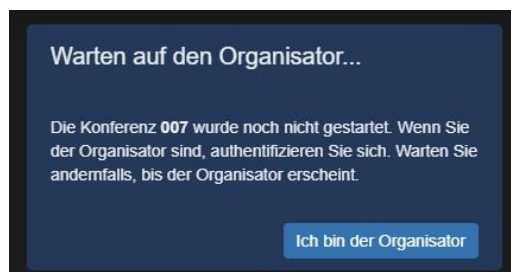 Warten auf den Organisator...
Die Konferenz 007 wurde noch nicht gestartet. Wenn Sie
der Organisator sind, authentifizieren Sie sich. Warten Sie
andernfalls, bis der Organisator erscheint.
Ich bin der Organisator